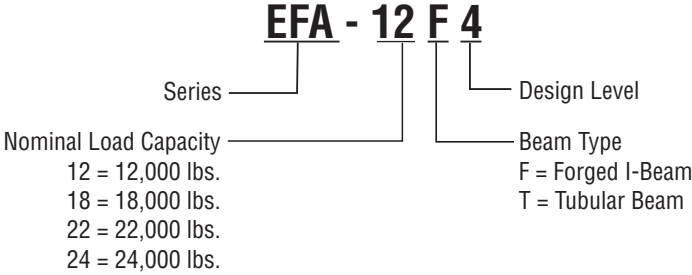 EFA - 12 F 4
Series
Design Level
Nominal Load Capacity
12 = 12,000 lbs.
18 = 18,000 lbs.
22 = 22,000 lbs.
24 = 24,000 lbs.
Beam Type
F = Forged I-Beam
T = Tubular Beam